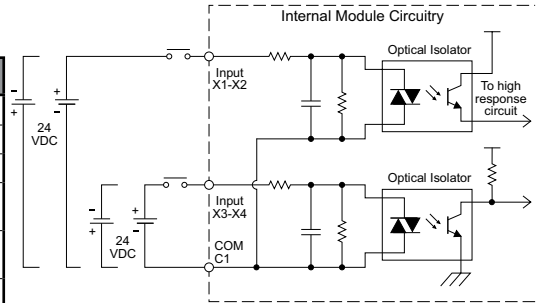 Internal Module Circuitry
Optical Isolator
Input
X1-X2
To high
response
circuit
-
+
+
-
24
VDC
Optical Isolator
Input
X3-X4
-
+
+
-
24
VDC
COM
C1